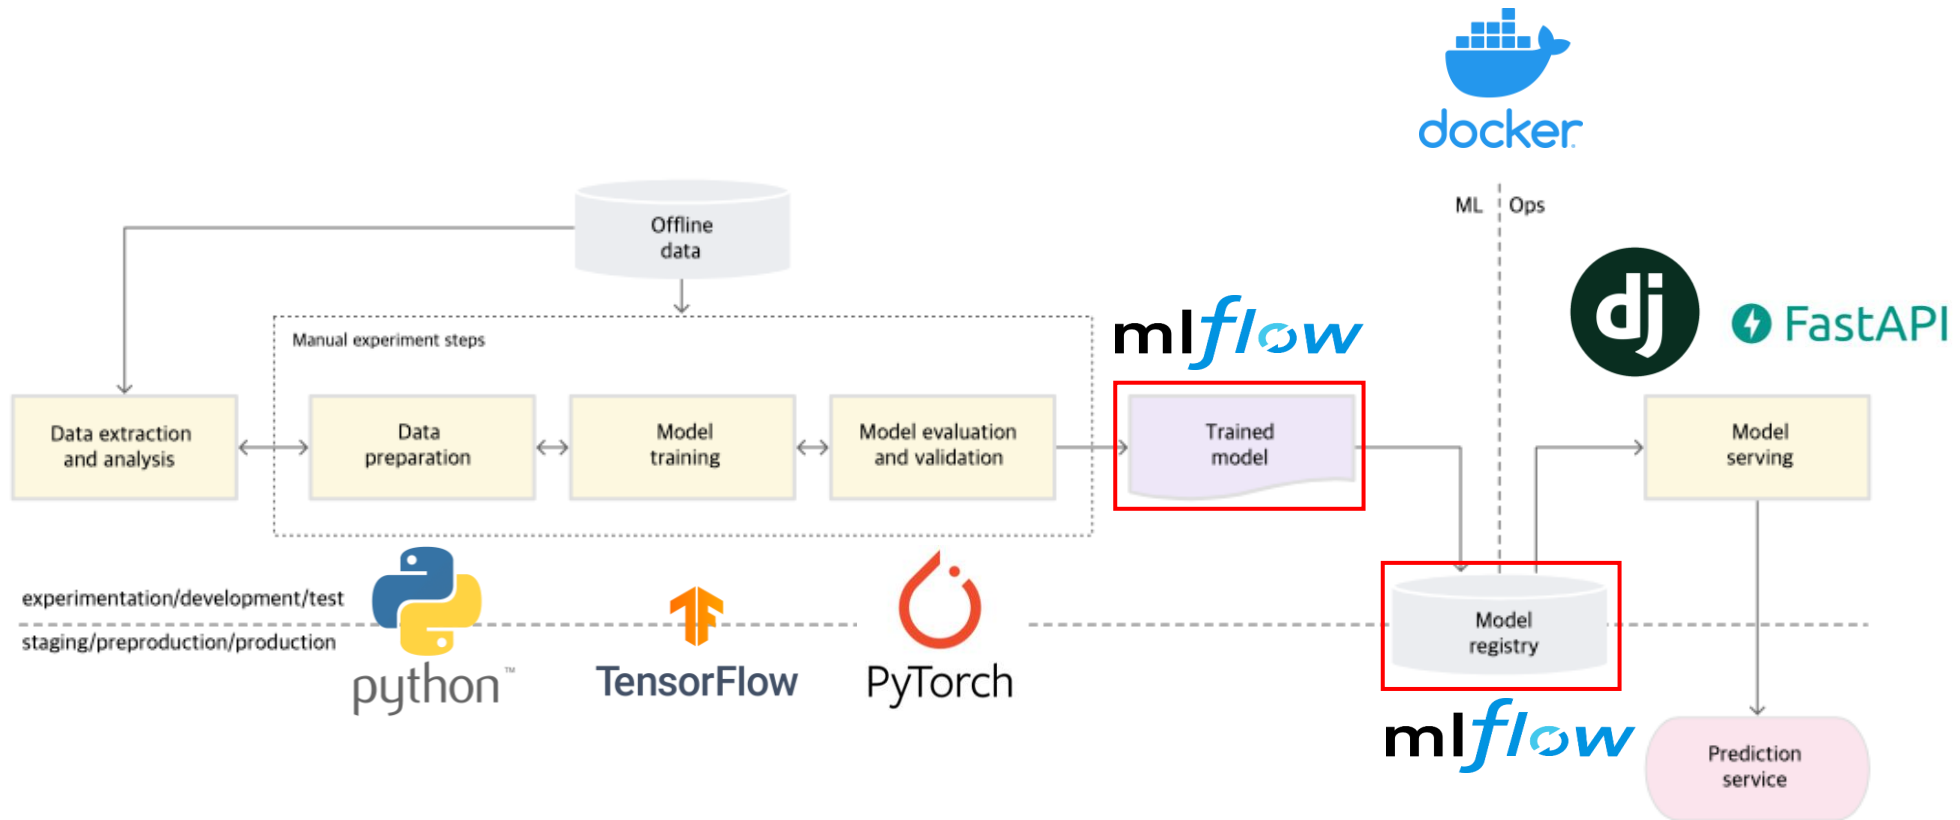 docker
ML
Ops
Offline
data
Manual experiment steps
mlflow
dj
FastAPI
Data extraction
and analysis
Data
preparation
Model
training
Model evaluation
and validation
Trained
model
Model
serving
experimentation/development/test
staging/preproduction/production
python™
TensorFlow
PyTorch
Model
registry
mlflow
Prediction
service